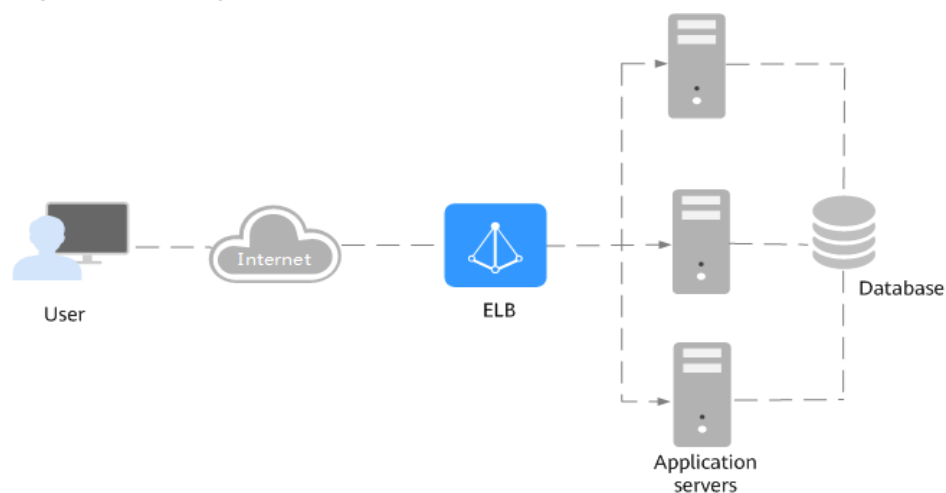 Internet
User
ELB
Database
Application
servers